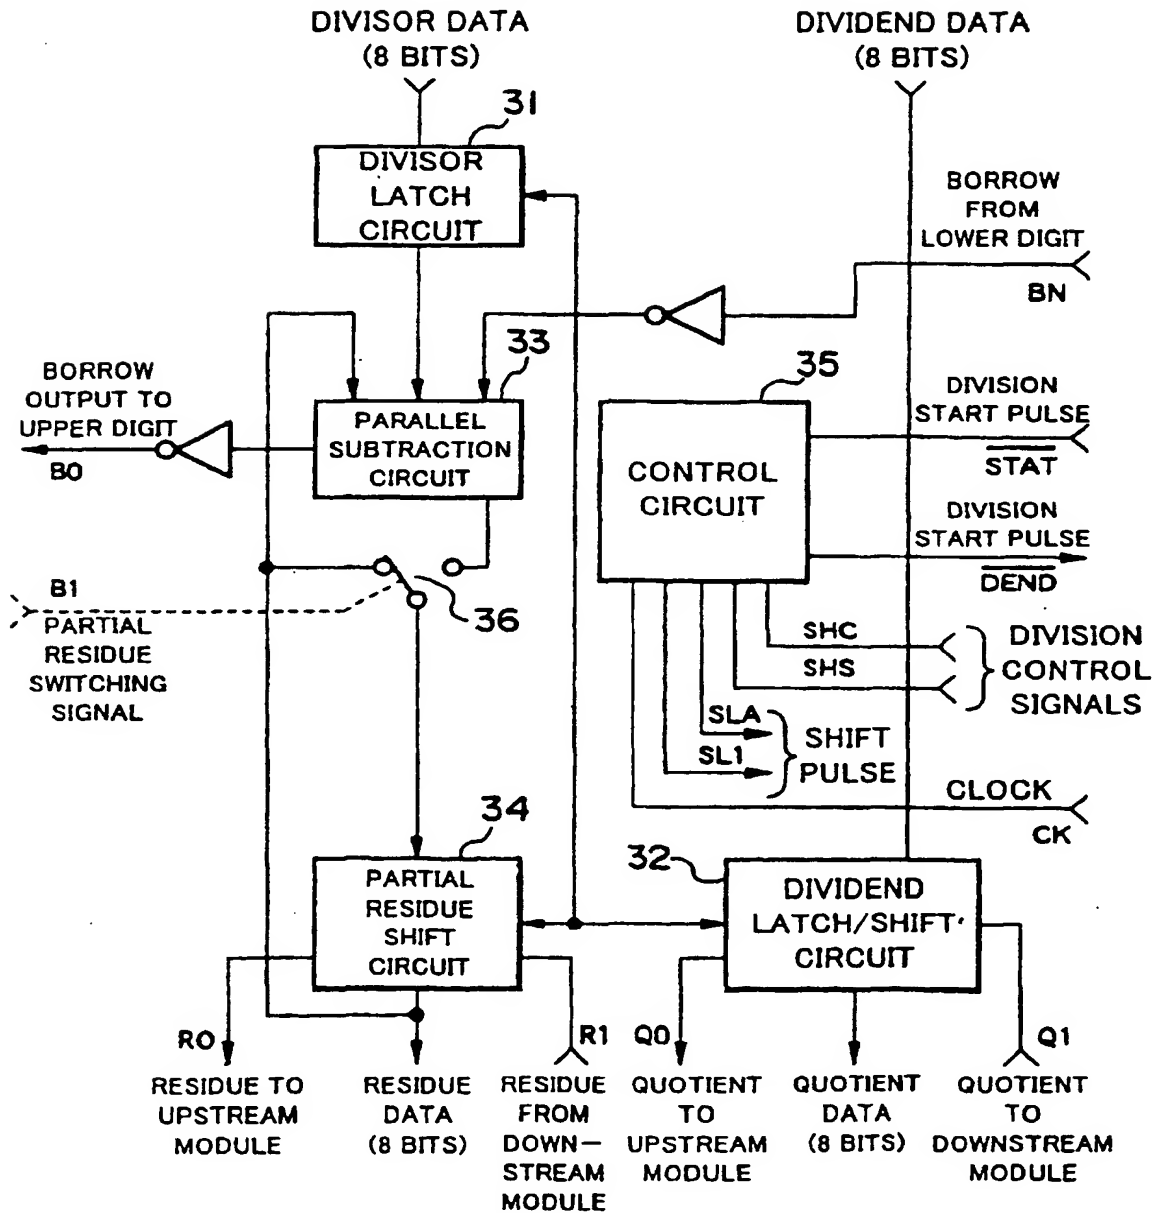 DIVISOR DATA
(8 BITS)
DIVIDEND DATA
(8 BITS)
31
DIVISOR
LATCH
CIRCUIT
BORROW
FROM
LOWER DIGIT
BN
33
35
BORROW
OUTPUT TO
UPPER DIGIT
B0
PARALLEL
SUBTRACTION
CIRCUIT
CONTROL
CIRCUIT
DIVISION
START PULSE
STAT
DIVISION
START PULSE
DEND
B1
PARTIAL
RESIDUE
SWITCHING
SIGNAL
36
SHC
SHS
DIVISION
CONTROL
SIGNALS
SLA
SL1
SHIFT
PULSE
CLOCK
CK
34
PARTIAL
RESIDUE
SHIFT
CIRCUIT
32
DIVIDEND
LATCH/SHIFT
CIRCUIT
R0
R1
Q0
Q1
RESIDUE TO
UPSTREAM
MODULE
RESIDUE
DATA
(8 BITS)
RESIDUE
FROM
DOWN-
STREAM
MODULE
QUOTIENT
TO
UPSTREAM
MODULE
QUOTIENT
DATA
(8 BITS)
QUOTIENT
TO
DOWNSTREAM
MODULE